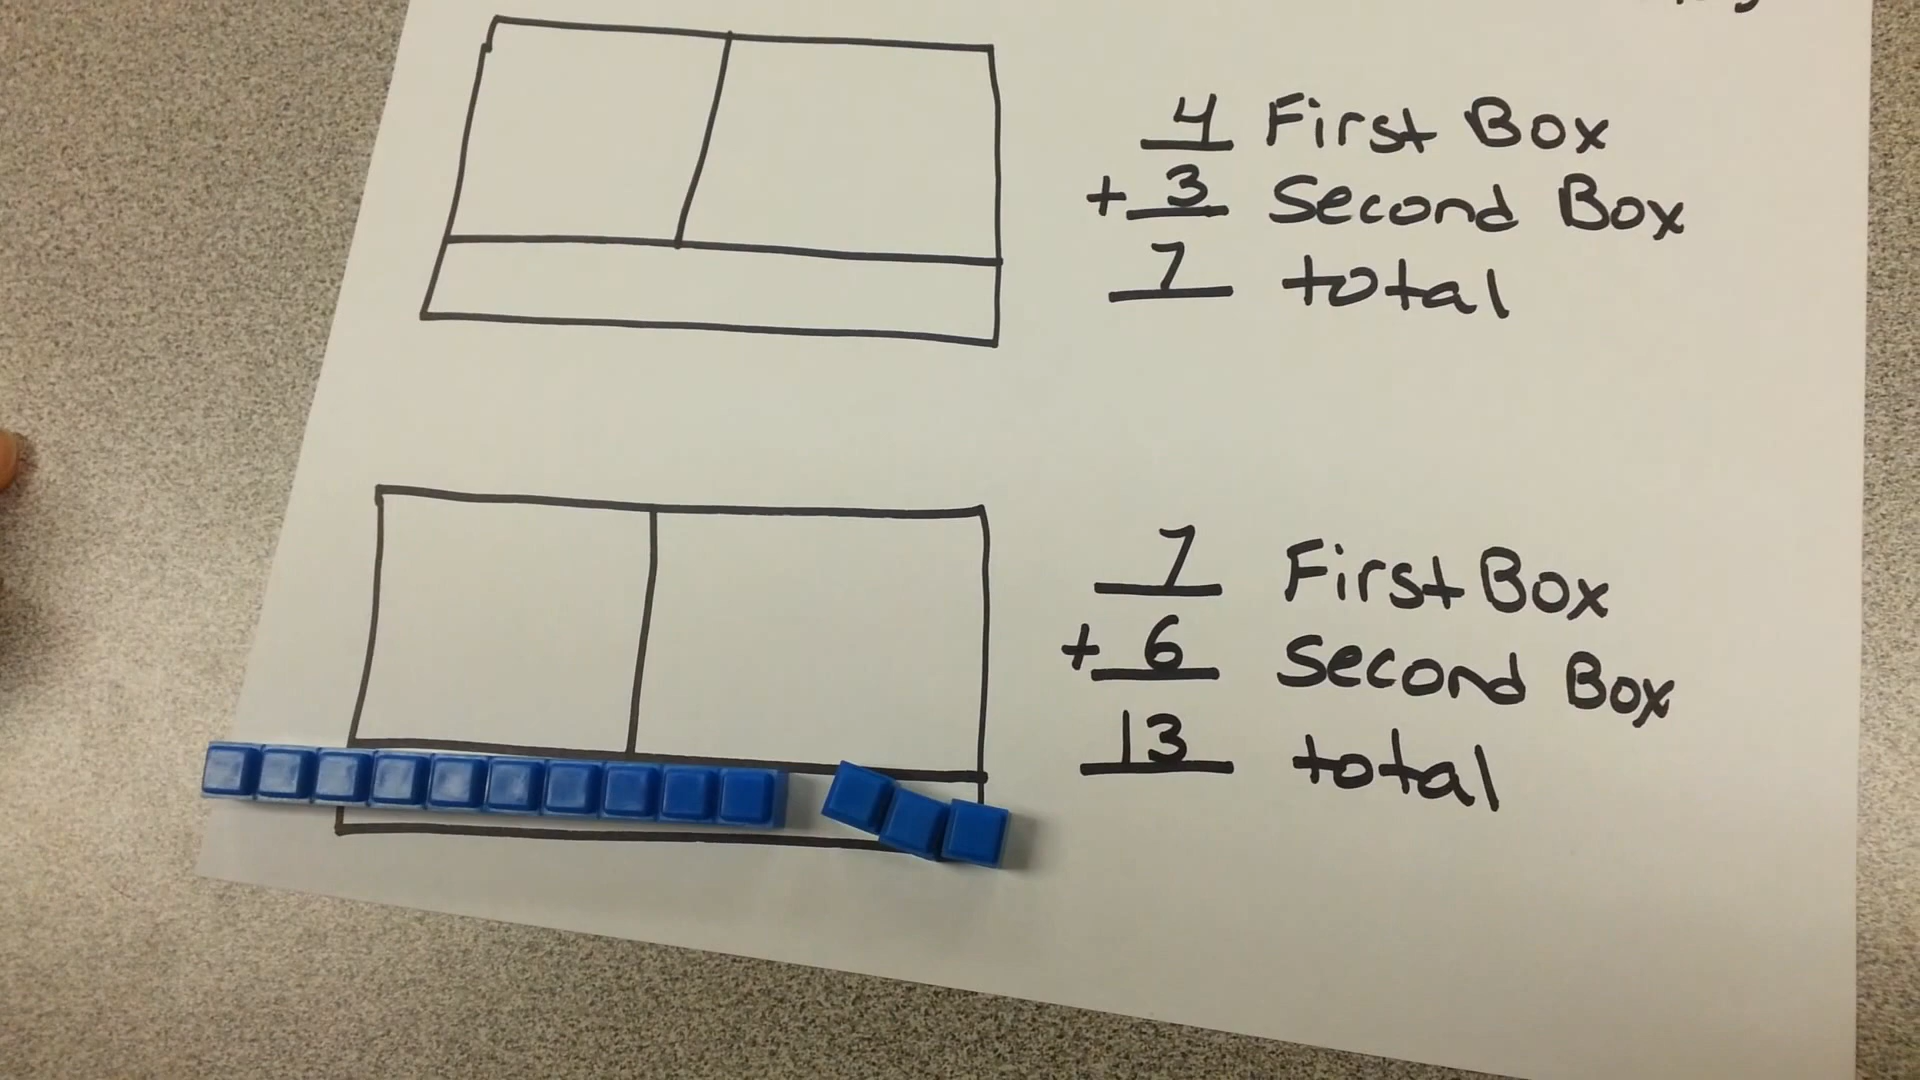 4 First Box
+ 3 Second Box
7 total
7 First Box
+ 6 Second Box
13 total